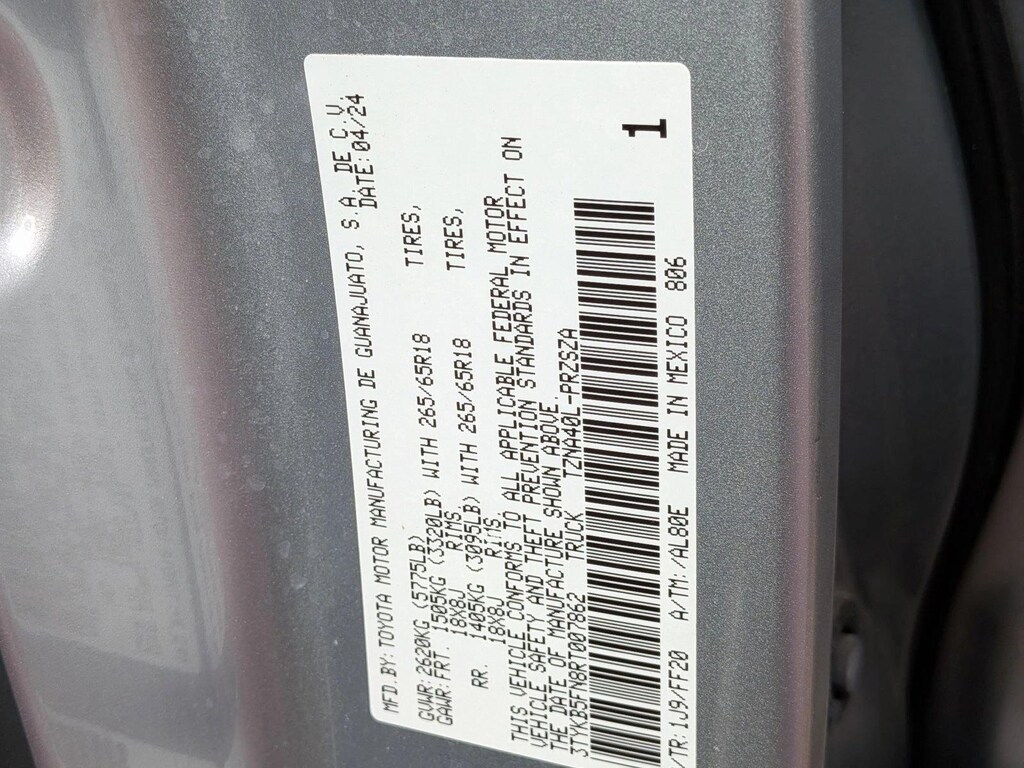 MFD.BY:TOYOTA MOTOR MANUFACTURING DE GUANAJUATO, S.A. DE C.V.
DATE:04/24
GVWR:2620KG (5775LB)
GAWR:FRT. 1505KG (3320LB) WITH 265/65R18 TIRES,
18X8J RIMS,
RR. 1405KG (3095LB) WITH 265/65R18 TIRES,
18X8J RIMS.
THIS VEHICLE CONFORMS TO ALL APPLICABLE FEDERAL MOTOR
VEHICLE SAFETY AND THEFT PREVENTION STANDARDS IN EFFECT ON
THE DATE OF MANUFACTURE SHOWN ABOVE.
3TYKB5FN8RT007862 TRUCK TZNA40L-PRZSZA
1
/TR:1J9/FF20 A/TM:/AL80E MADE IN MEXICO 806